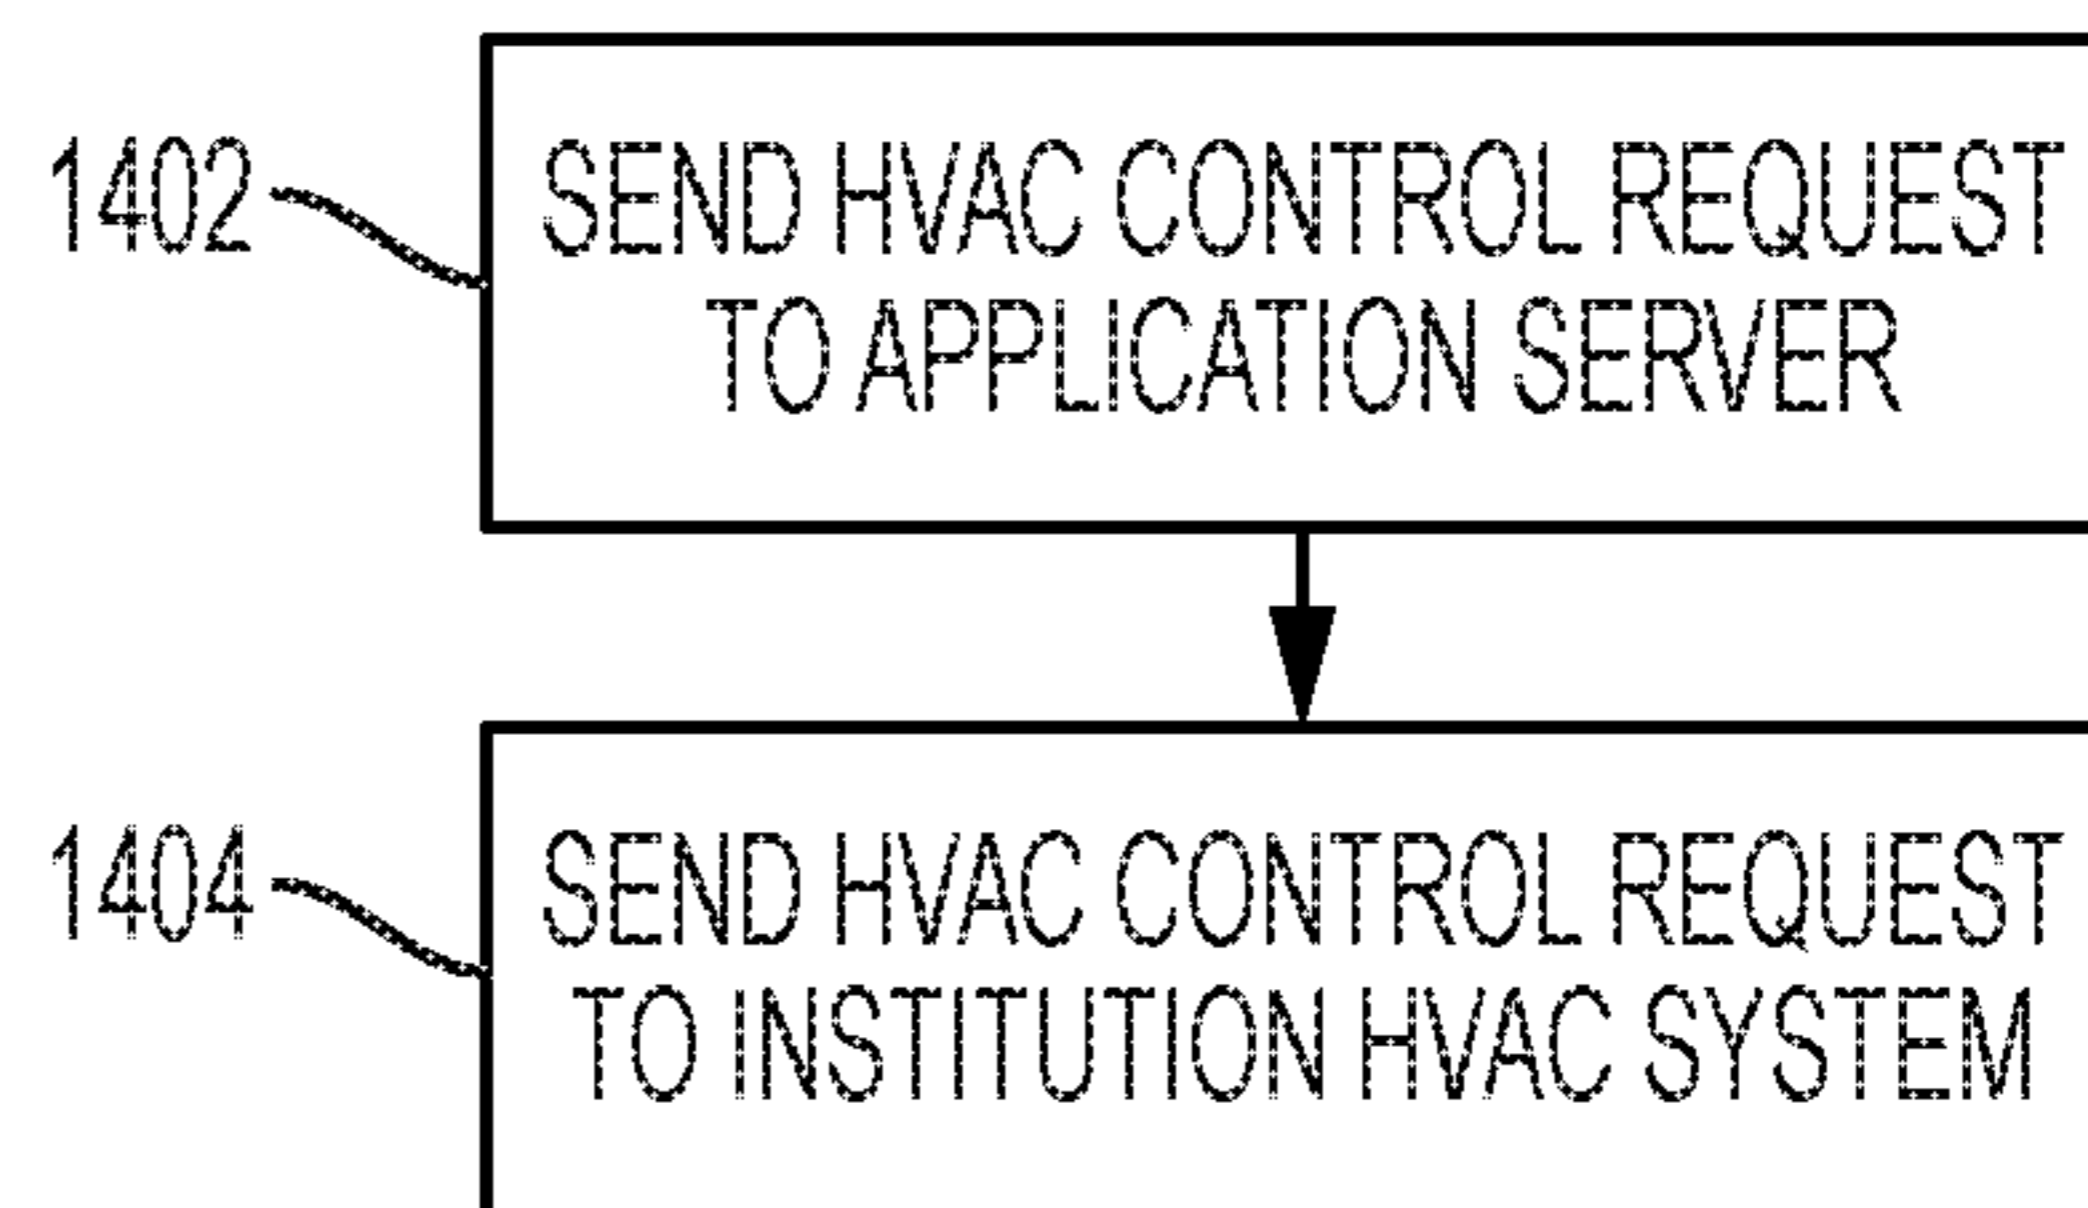 1402
SEND HVAC CONTROL REQUEST
TO APPLICATION SERVER
1404
SEND HVAC CONTROL REQUEST
TO INSTITUTION HVAC SYSTEM